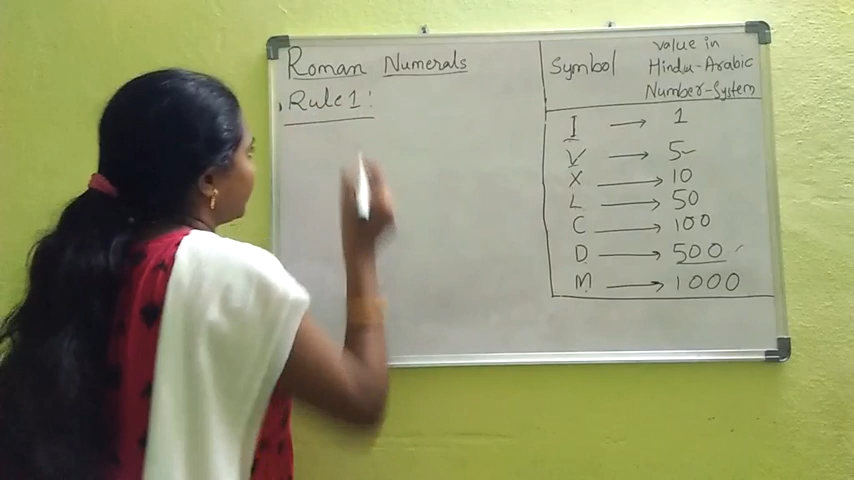 Roman Numerals
Rule 1:
Symbol value in Hindu-Arabic Number-System
I → 1
V → 5
X → 10
L → 50
C → 100
D → 500
M → 1000